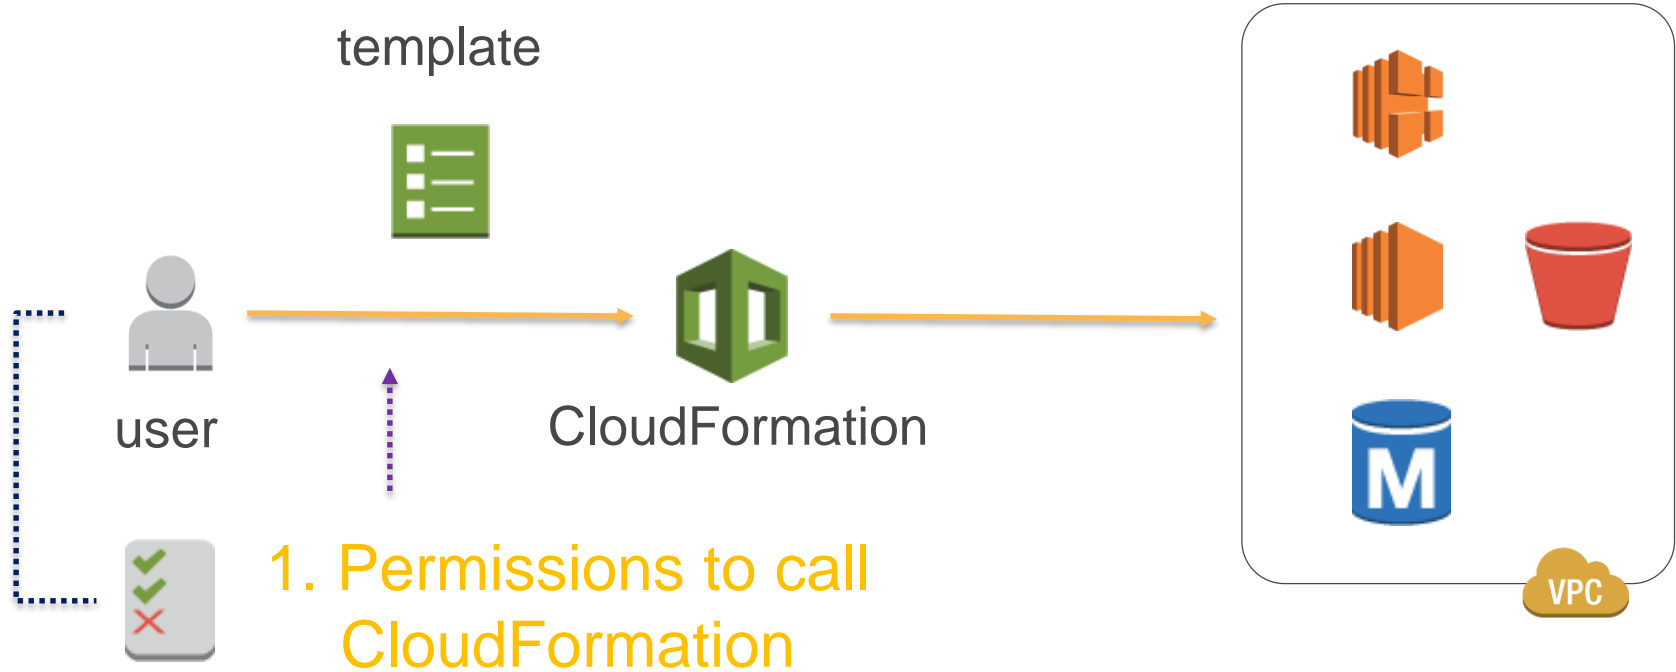 template
user
CloudFormation
M
VPC
1. Permissions to call
CloudFormation